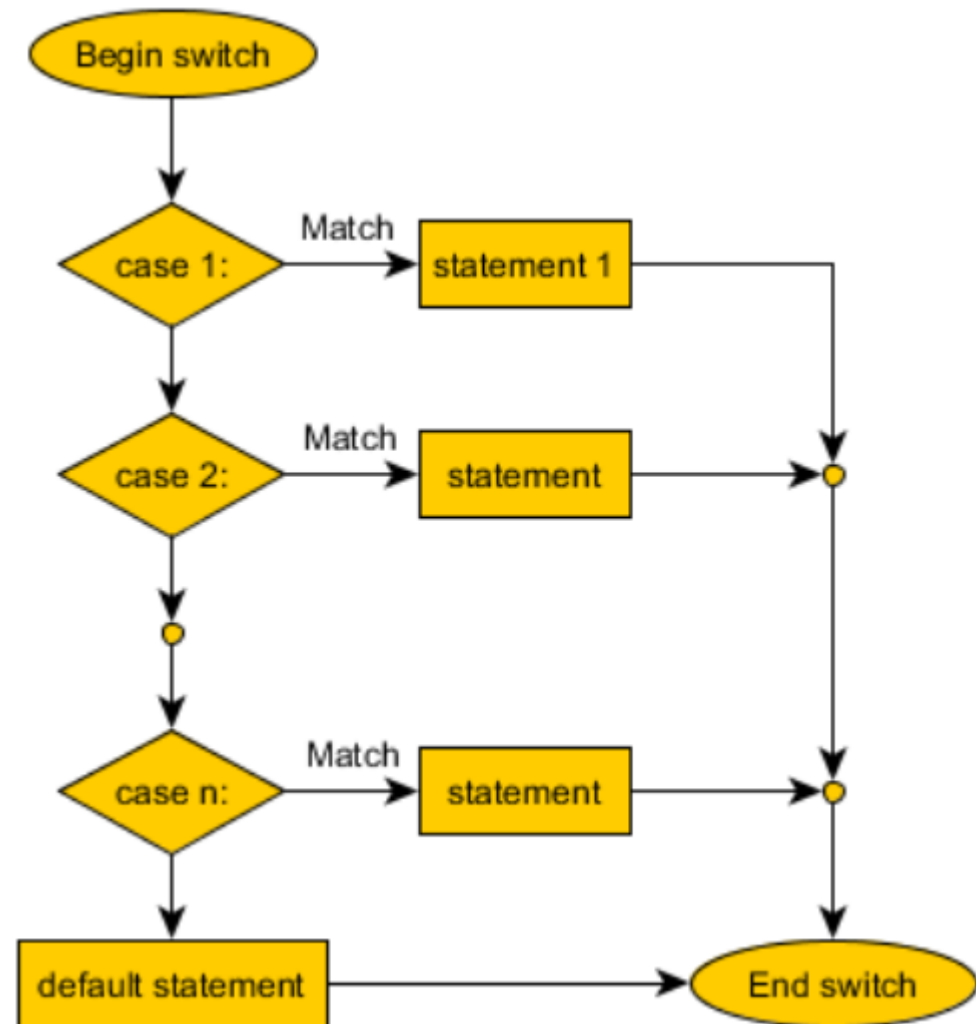 Begin switch
case 1:
Match
statement 1
case 2:
Match
statement
case n:
Match
statement
default statement
End switch